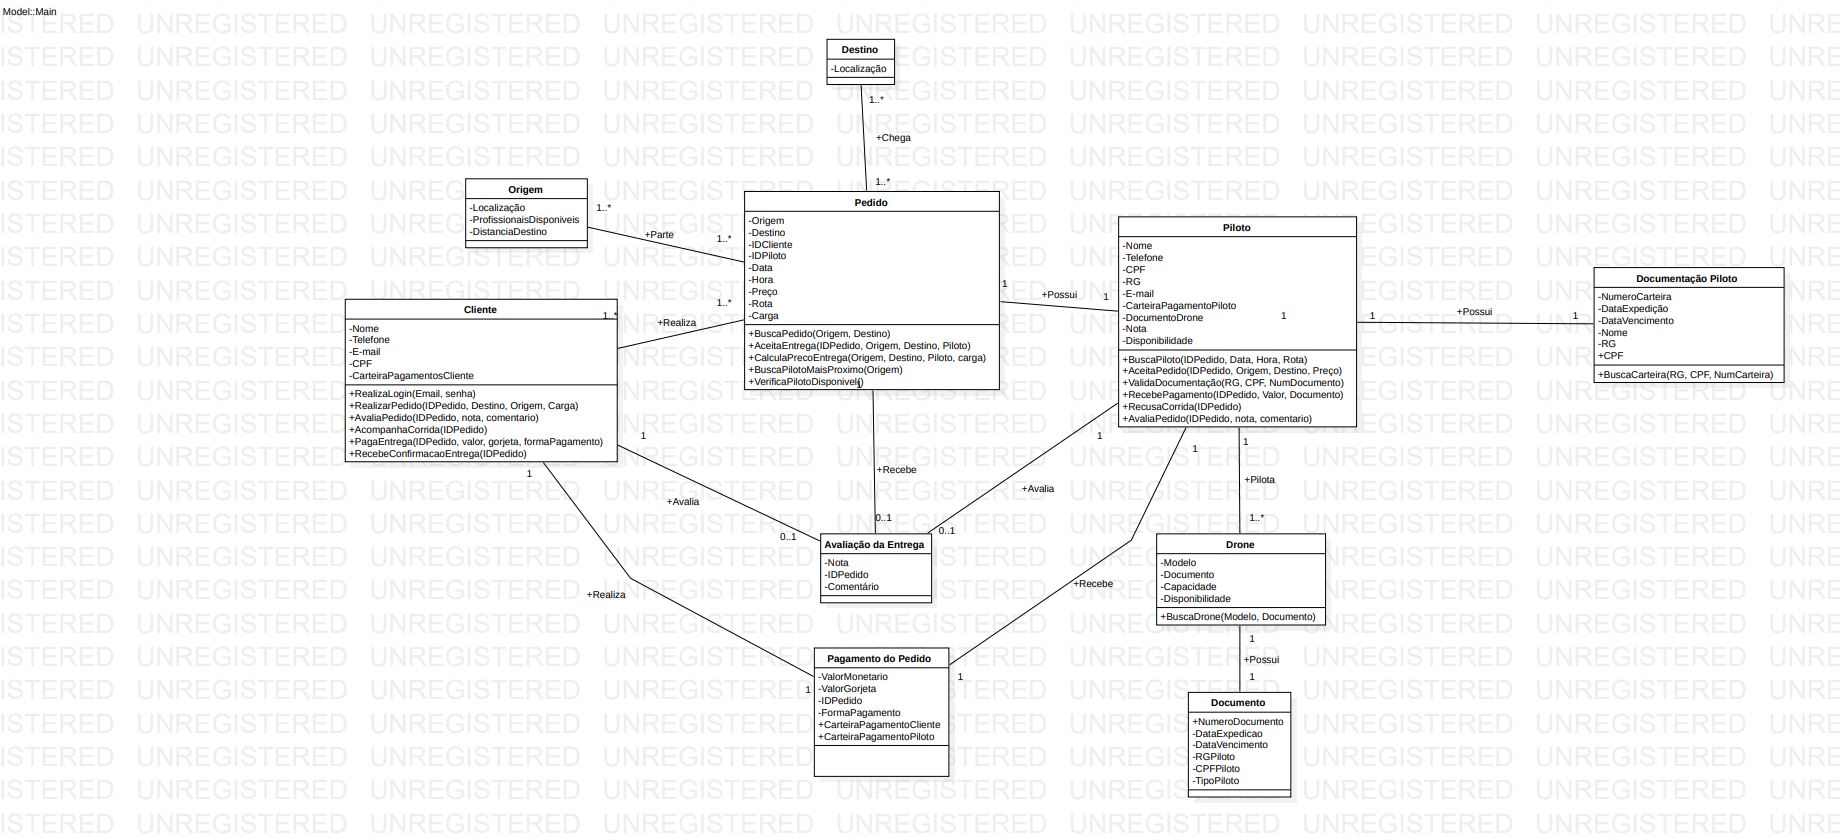 Model::Main
Destino
-Localização
1..*
+Chega
1..*
Origem
-Localização
-ProfissionaisDisponiveis
-DistanciaDestino
1..*
+Parte
1..*
Pedido
-Origem
-Destino
-IDCliente
-IDPiloto
-Data
-Hora
-Preço
-Rota
-Carga
+BuscaPedido(Origem, Destino)
+AceitaEntrega(IDPedido, Origem, Destino, Piloto)
+CalculaPrecoEntrega(Origem, Destino, Piloto, carga)
+BuscaPilotoMaisProximo(Origem)
+VerificaPilotoDisponivel()
1
1
+Possui
1
Piloto
-Nome
-Telefone
-CPF
-RG
-E-mail
-CarteiraPagamentoPiloto
-DocumentoDrone
-Nota
-Disponibilidade
1
+BuscaPiloto(IDPedido, Data, Hora, Rota)
+AceitaPedido(IDPedido, Origem, Destino, Preço)
+ValidaDocumentação(RG, CPF, NumDocumento)
+RecebePagamento(IDPedido, Valor, Documento)
+RecusaCorrida(IDPedido)
+AvaliaPedido(IDPedido, nota, comentario)
1
+Possui
1
Documentação Piloto
-NumeroCarteira
-DataExpedição
-DataVencimento
-Nome
-RG
+CPF
+BuscaCarteira(RG, CPF, NumCarteira)
Cliente
-Nome
-Telefone
-E-mail
-CPF
-CarteiraPagamentosCliente
+RealizaLogin(Email, senha)
+RealizarPedido(IDPedido, Destino, Origem, Carga)
+AvaliaPedido(IDPedido, nota, comentario)
+AcompanhaCorrida(IDPedido)
+PagaEntrega(IDPedido, valor, gorjeta, formaPagamento)
+RecebeConfirmacaoEntrega(IDPedido)
1..*
+Realiza
1..*
1
+Avalia
0..1
+Recebe
0..1
1
+Avalia
0..1
Avaliação da Entrega
-Nota
-IDPedido
-Comentário
1
+Realiza
1
1
+Recebe
1
Pagamento do Pedido
-ValorMonetario
-ValorGorjeta
-IDPedido
-FormaPagamento
+CarteiraPagamentoCliente
+CarteiraPagamentoPiloto
1
+Pilota
1..*
Drone
-Modelo
-Documento
-Capacidade
-Disponibilidade
+BuscaDrone(Modelo, Documento)
1
+Possui
1
Documento
+NumeroDocumento
-DataExpedicao
-DataVencimento
-RGPiloto
-CPFPiloto
-TipoPiloto
UNREGISTERED